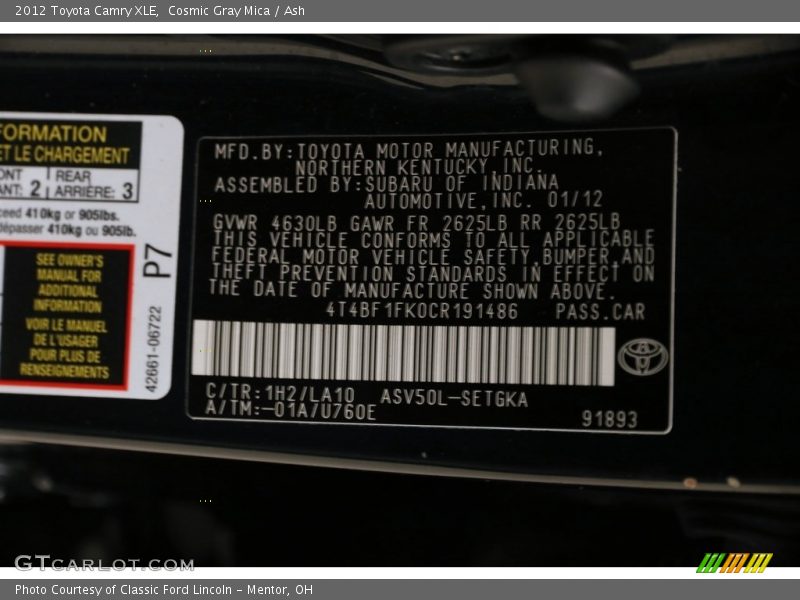 2012 Toyota Camry XLE, Cosmic Gray Mica / Ash
FORMATION
ET LE CHARGEMENT
ONT
ANT: 2
REAR
ARRIÈRE: 3
ceed 410kg or 905lbs.
dépasser 410kg ou 905lb.
SEE OWNER'S
MANUAL FOR
ADDITIONAL
INFORMATION
VOIR LE MANUEL
DE L'USAGER
POUR PLUS DE
RENSEIGNEMENTS
P7
42661-06722
MFD.BY:TOYOTA MOTOR MANUFACTURING,
NORTHERN KENTUCKY,INC.
ASSEMBLED BY:SUBARU OF INDIANA
AUTOMOTIVE,INC. 01/12
GVWR 4630LB GAWR FR 2625LB RR 2625LB
THIS VEHICLE CONFORMS TO ALL APPLICABLE
FEDERAL MOTOR VEHICLE SAFETY,BUMPER,AND
THEFT PREVENTION STANDARDS IN EFFECT ON
THE DATE OF MANUFACTURE SHOWN ABOVE.
4T4BF1FK0CR191486 PASS.CAR
C/TR:1H2/LA10 ASV50L-SETGKA
A/TM:-01A/U760E
91893
GTCARLOT.COM
Photo Courtesy of Classic Ford Lincoln - Mentor, OH